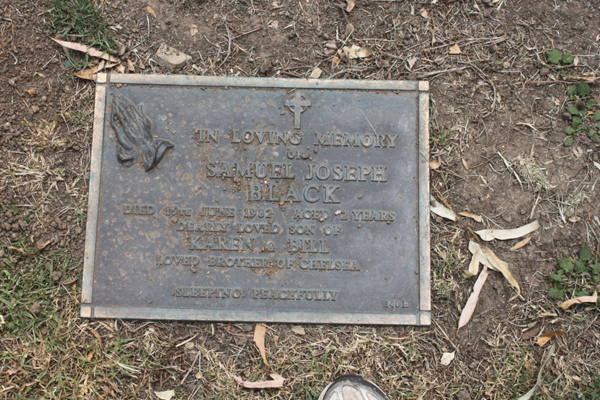 IN LOVING MEMORY
OF
SAMUEL JOSEPH
BLACK
DIED JUNE 1982 AGED YEARS
DEARLY LOVED SON OF
KAREN & BILL
LOVED BROTHER OF CHELSEA
SLEEPING PEACEFULLY